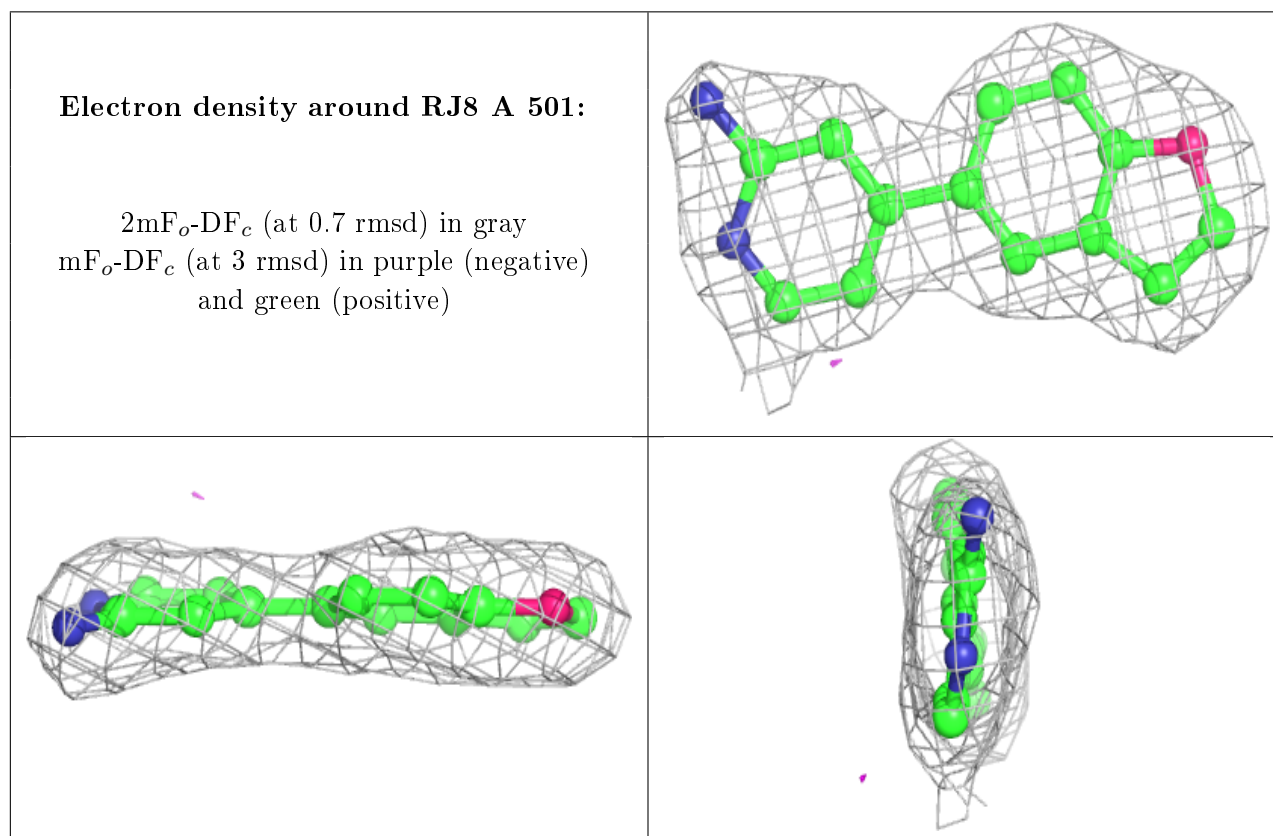 Electron density around RJ8 A 501:
2mFₒ-DF𝒸 (at 0.7 rmsd) in gray
mFₒ-DF𝒸 (at 3 rmsd) in purple (negative)
and green (positive)